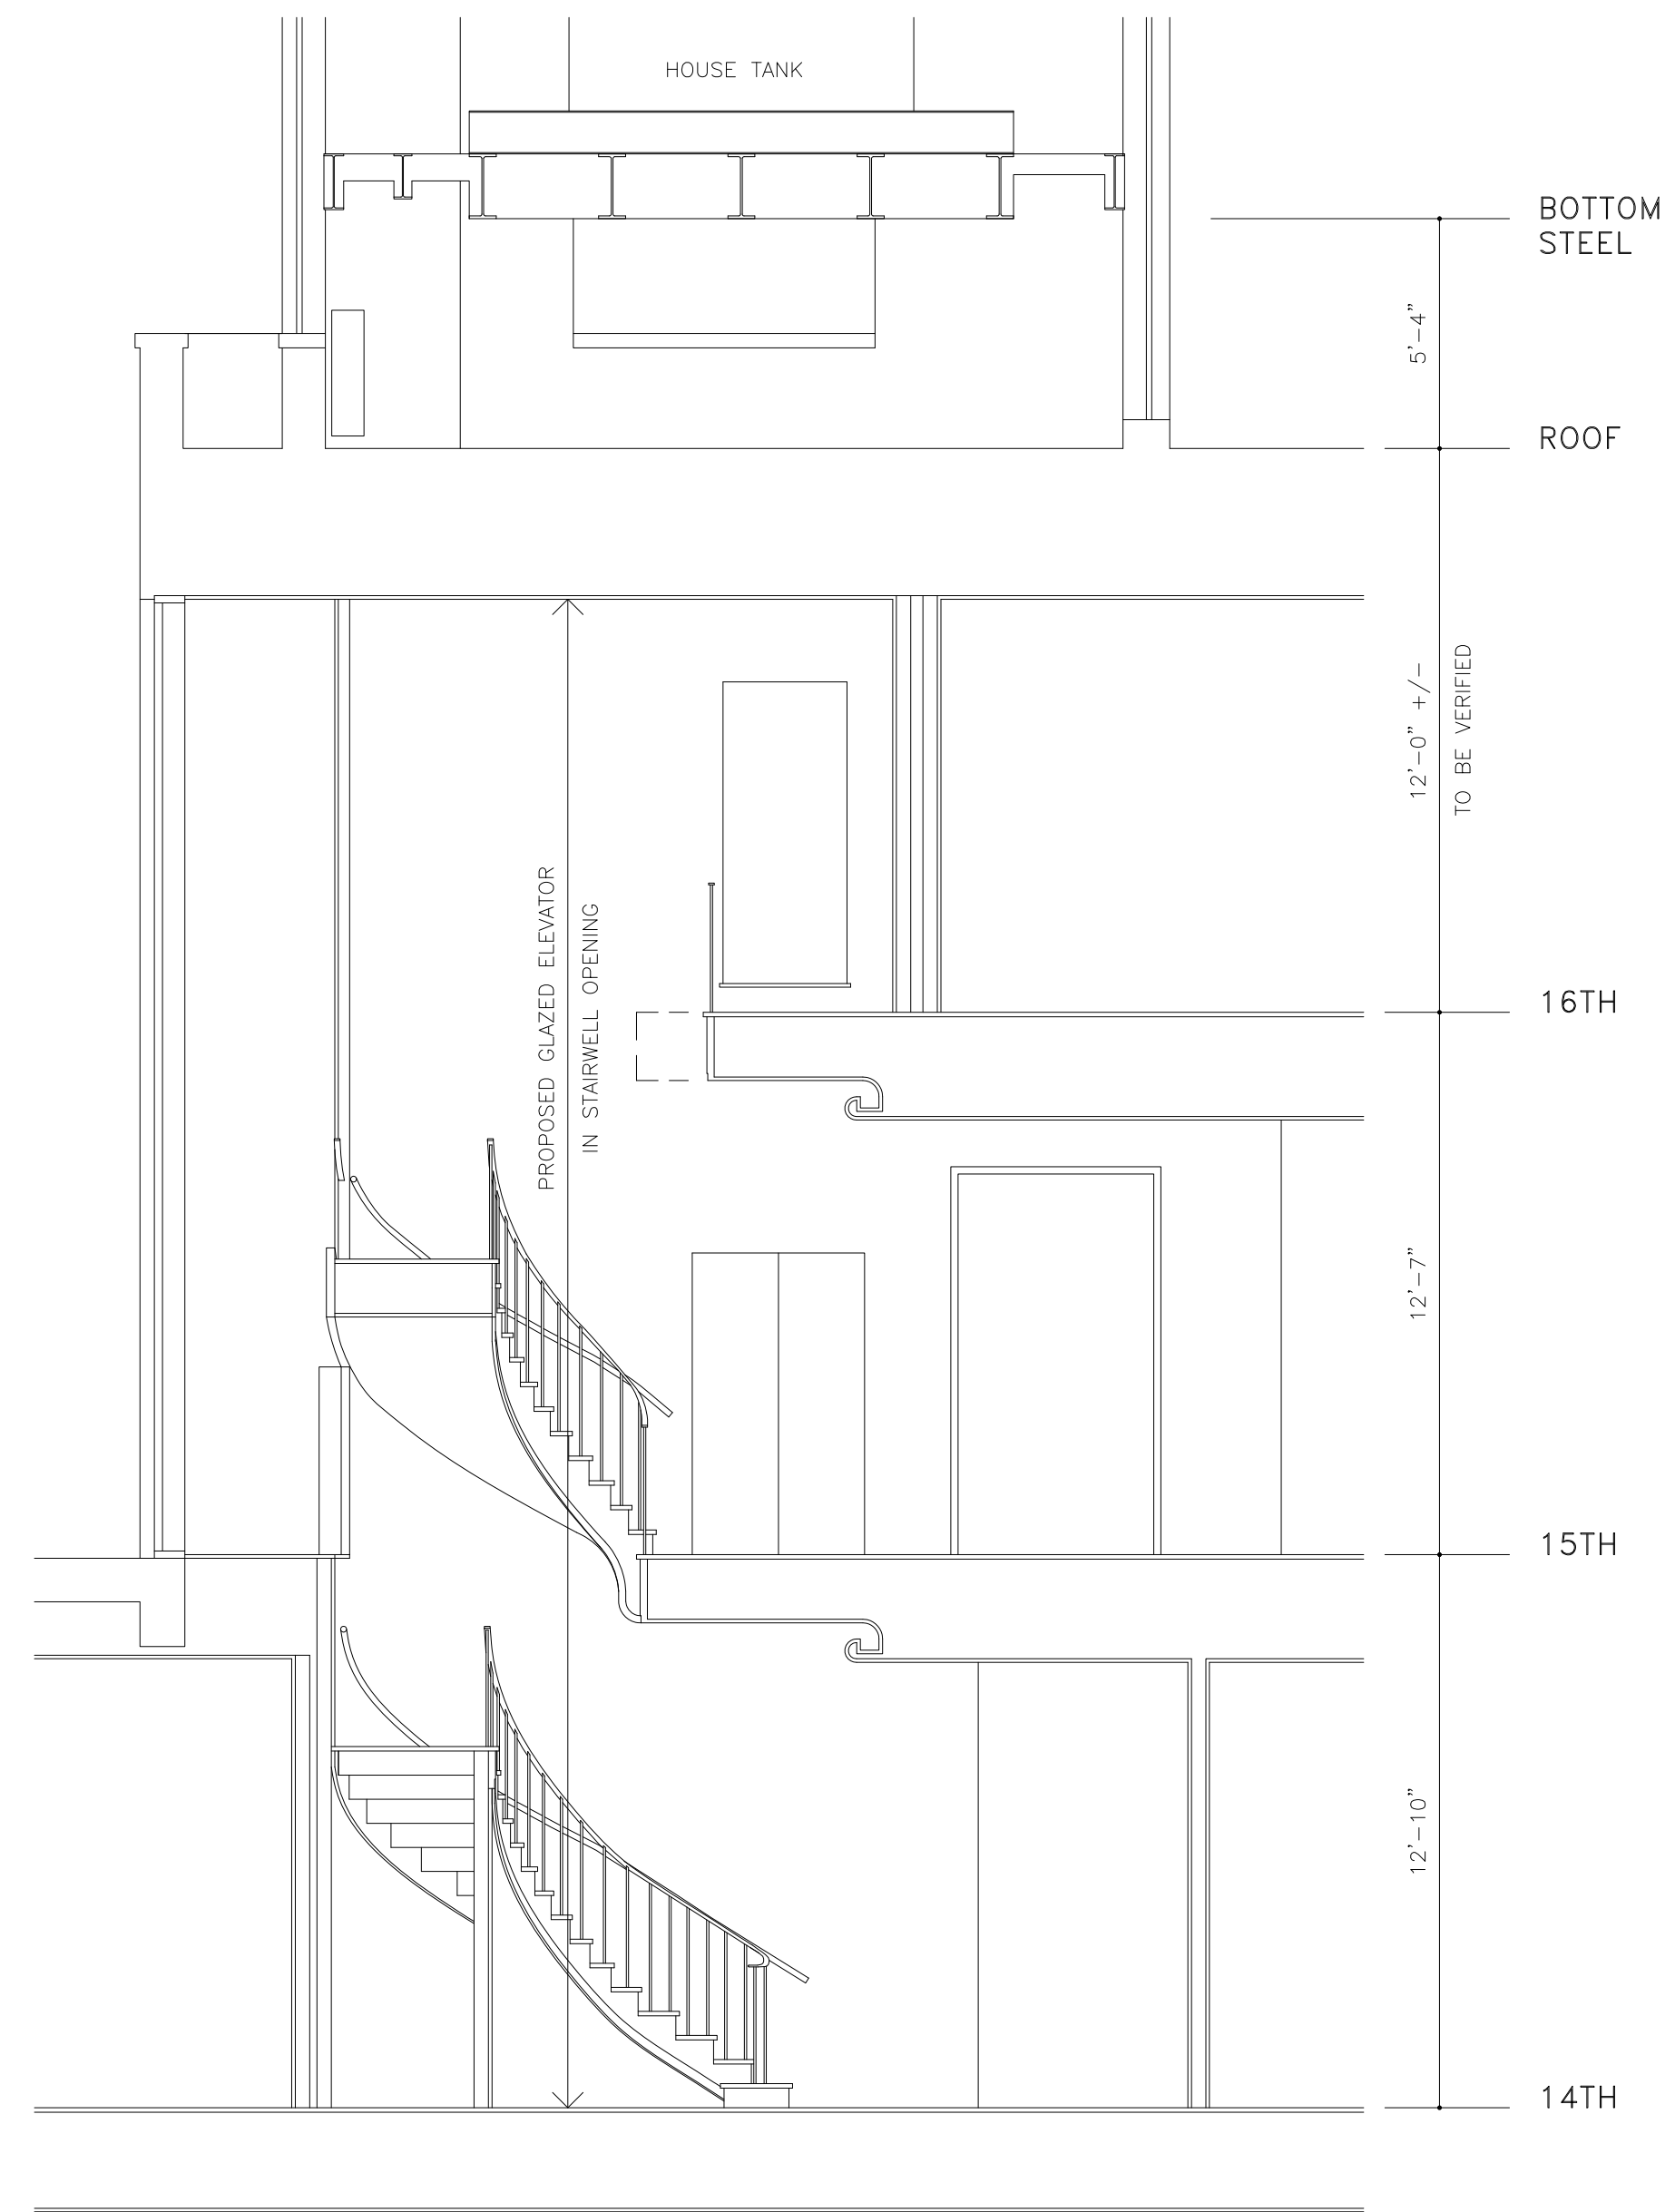 HOUSE TANK
BOTTOM
STEEL
5’-4”
ROOF
12’-0” +/-
TO BE VERIFIED
PROPOSED GLAZED ELEVATOR
IN STAIRWELL OPENING
16TH
12’-7”
15TH
12’-10”
14TH